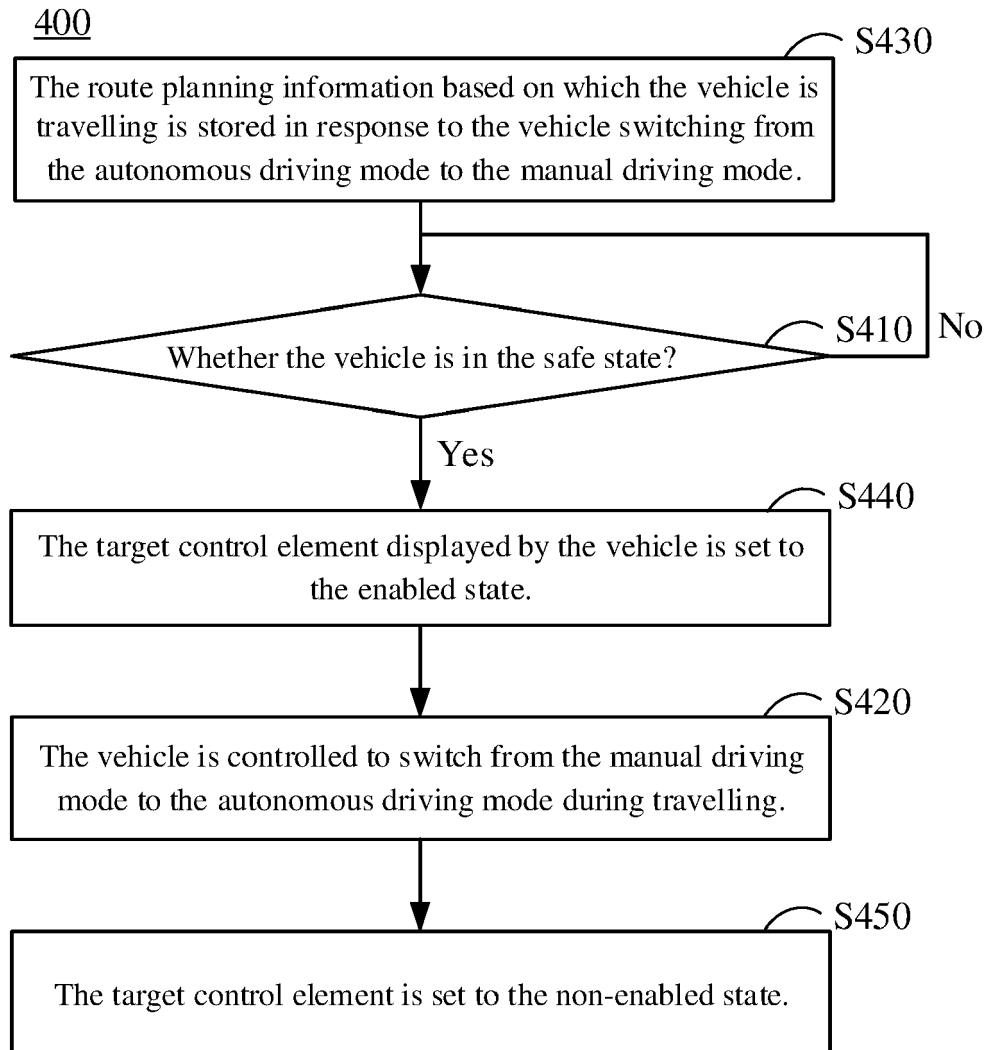 400
S430
The route planning information based on which the vehicle is
travelling is stored in response to the vehicle switching from
the autonomous driving mode to the manual driving mode.
S410
No
Whether the vehicle is in the safe state?
Yes
S440
The target control element displayed by the vehicle is set to
the enabled state.
S420
The vehicle is controlled to switch from the manual driving
mode to the autonomous driving mode during travelling.
S450
The target control element is set to the non-enabled state.